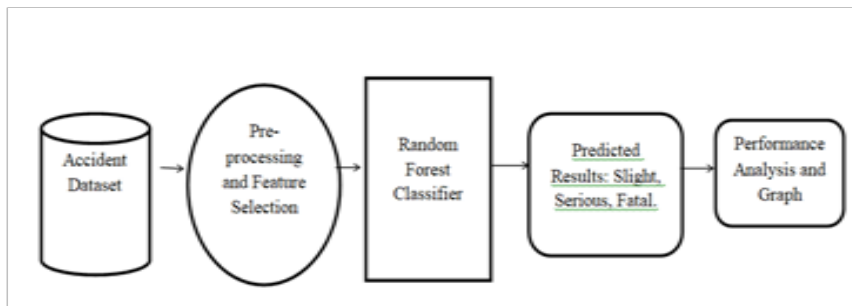 Accident
Dataset
Pre-
processing
and Feature
Selection
Random
Forest
Classifier
Predicted
Results: Slight,
Serious, Fatal.
Performance
Analysis and
Graph